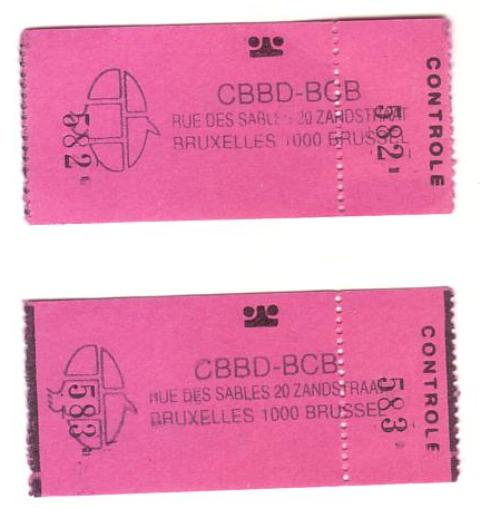 582
CBBD-BCB
RUE DES SABLES 20 ZANDSTRAAT
BRUXELLES 1000 BRUSSEL
582
CONTROLE
583
CBBD-BCB
RUE DES SABLES 20 ZANDSTRAAT
BRUXELLES 1000 BRUSSEL
583
CONTROLE